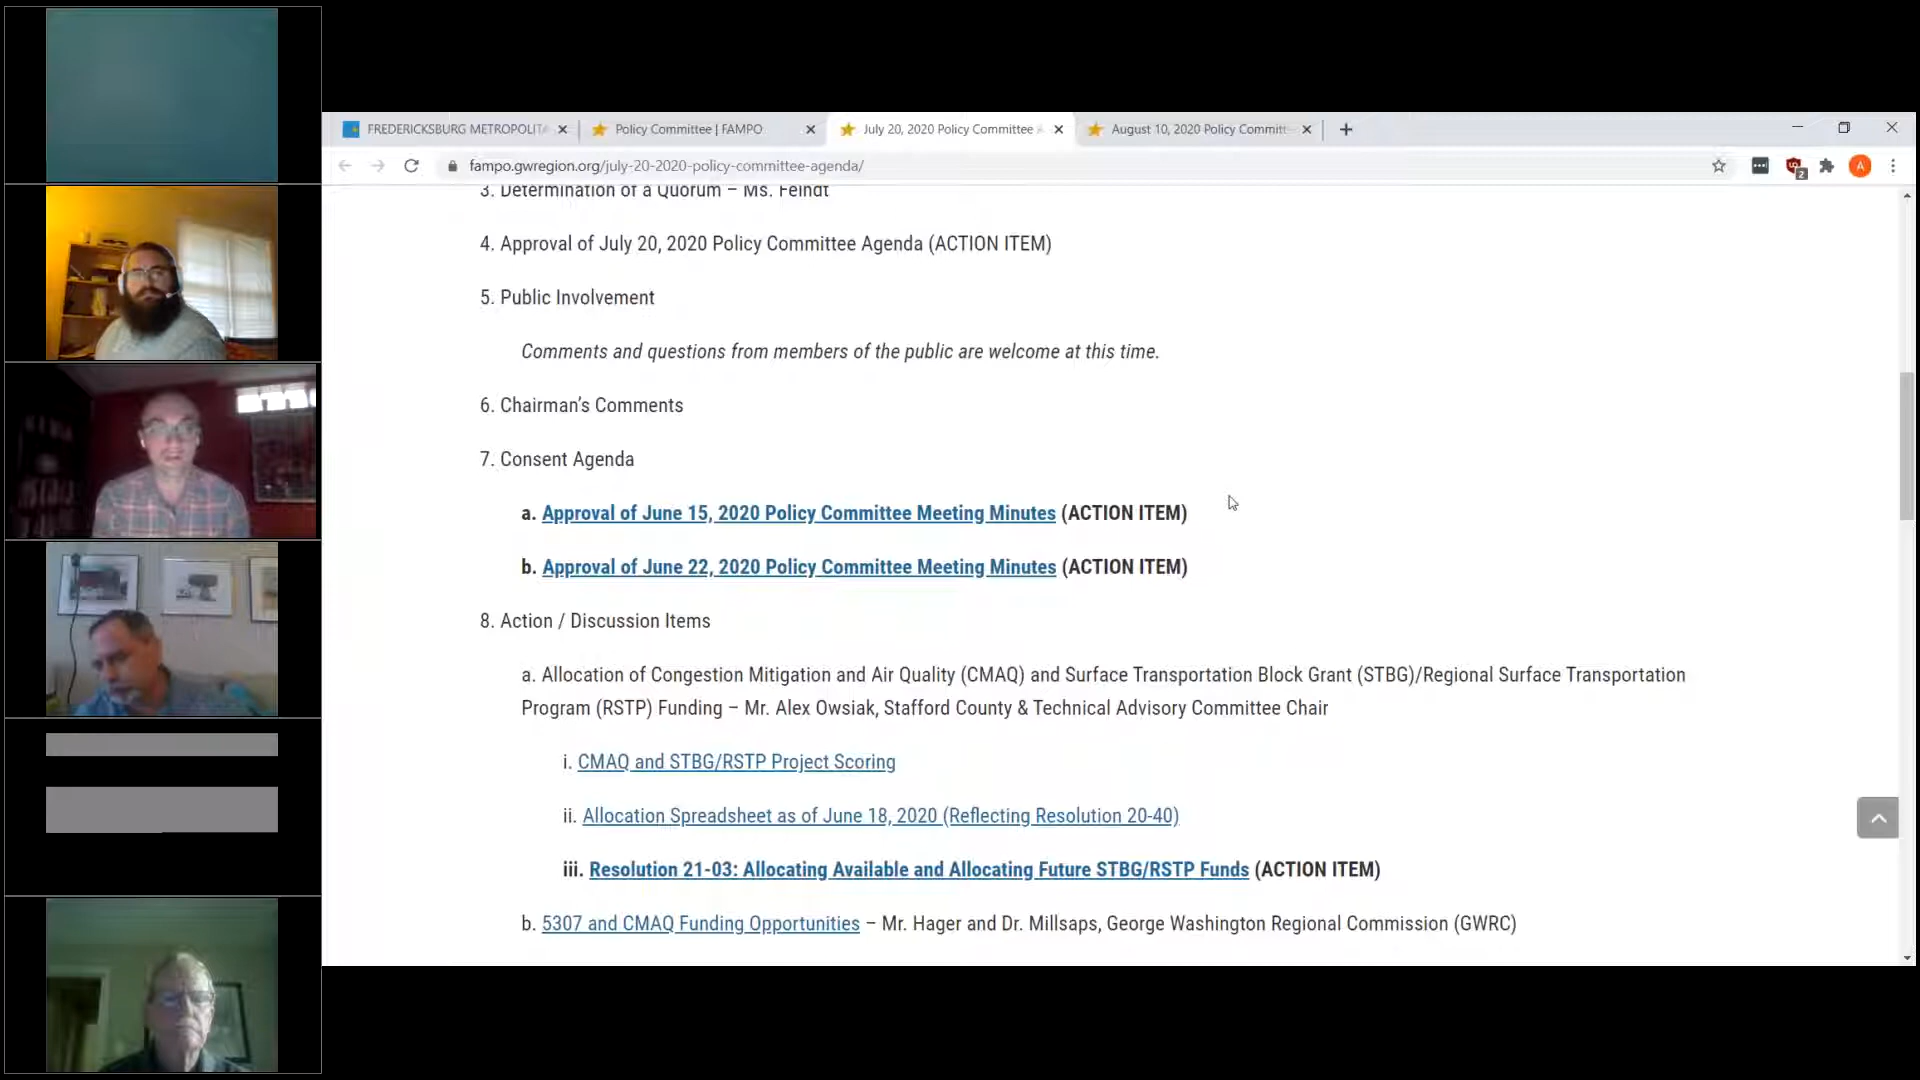 FREDERICKSBURG METROPOLITA
Policy Committee | FAMPO
July 20, 2020 Policy Committee A
August 10, 2020 Policy Committ
fampo.gwregion.org/july-20-2020-policy-committee-agenda/
2
A
3. Determination of a Quorum – Ms. Feindt
4. Approval of July 20, 2020 Policy Committee Agenda (ACTION ITEM)
5. Public Involvement
Comments and questions from members of the public are welcome at this time.
6. Chairman’s Comments
7. Consent Agenda
a. Approval of June 15, 2020 Policy Committee Meeting Minutes (ACTION ITEM)
b. Approval of June 22, 2020 Policy Committee Meeting Minutes (ACTION ITEM)
8. Action / Discussion Items
a. Allocation of Congestion Mitigation and Air Quality (CMAQ) and Surface Transportation Block Grant (STBG)/Regional Surface Transportation
Program (RSTP) Funding – Mr. Alex Owsiak, Stafford County & Technical Advisory Committee Chair
i. CMAQ and STBG/RSTP Project Scoring
ii. Allocation Spreadsheet as of June 18, 2020 (Reflecting Resolution 20-40)
iii. Resolution 21-03: Allocating Available and Allocating Future STBG/RSTP Funds (ACTION ITEM)
b. 5307 and CMAQ Funding Opportunities – Mr. Hager and Dr. Millsaps, George Washington Regional Commission (GWRC)